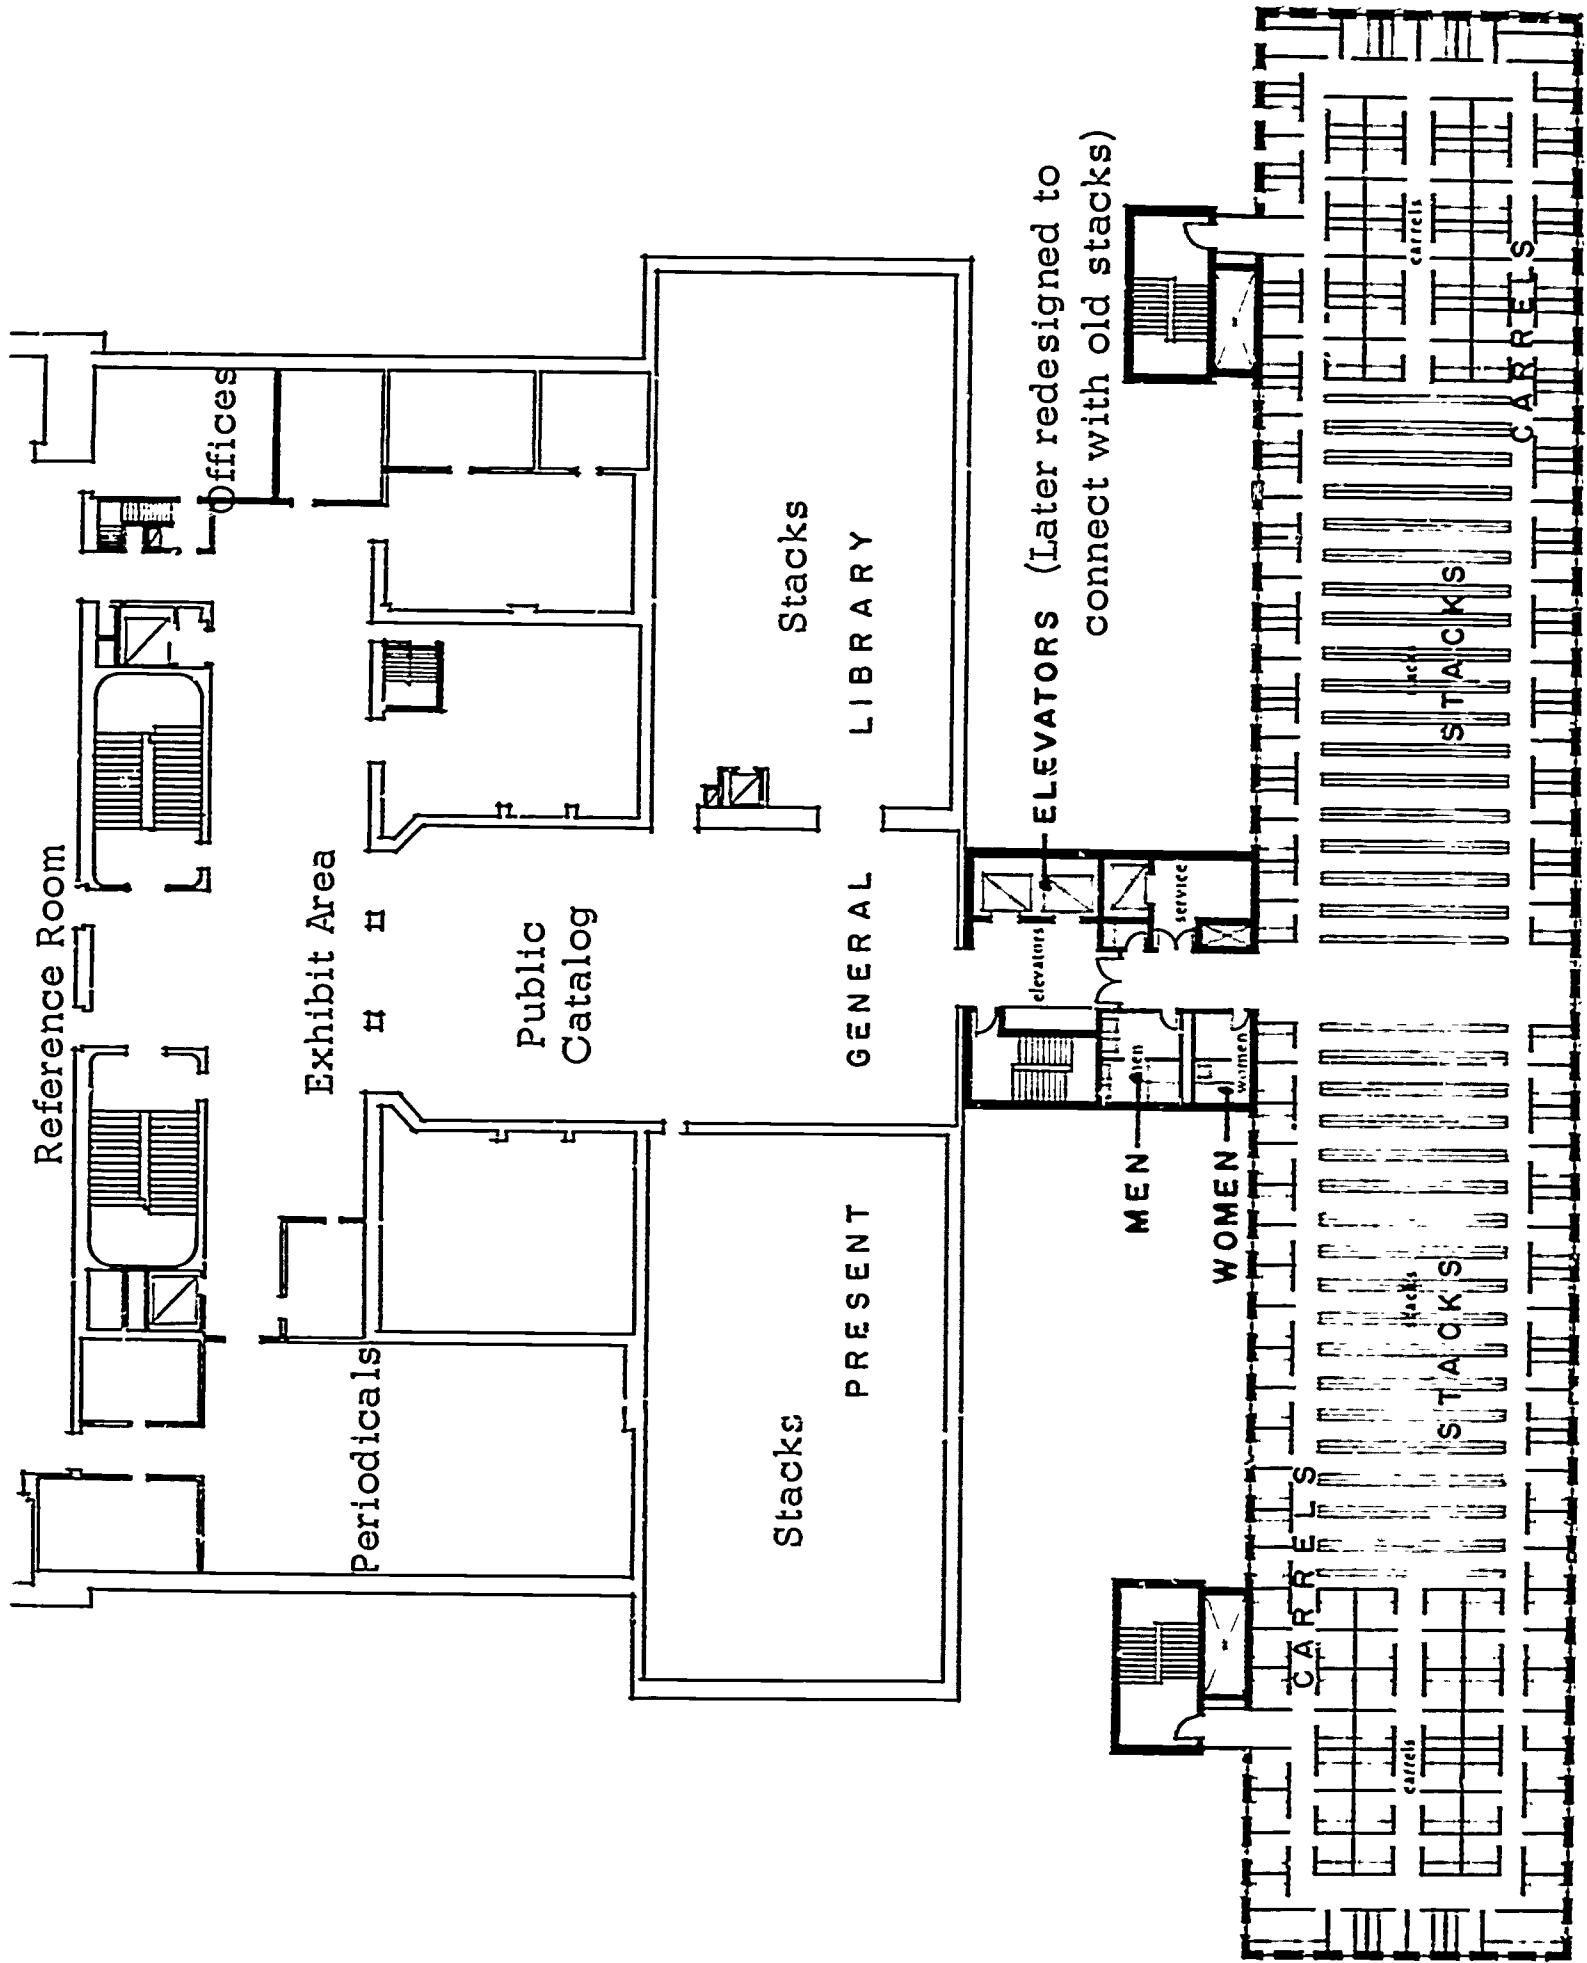 Reference Room
Offices
Exhibit Area
Periodicals
Public
Catalog
Stacks
Stacks
PRESENT GENERAL LIBRARY
ELEVATORS (Later redesigned to
connect with old stacks)
elevators
service
men
MEN
women
WOMEN
carrels
CARRELS
STACKS
stacks
STACKS
CARRELS
carrels